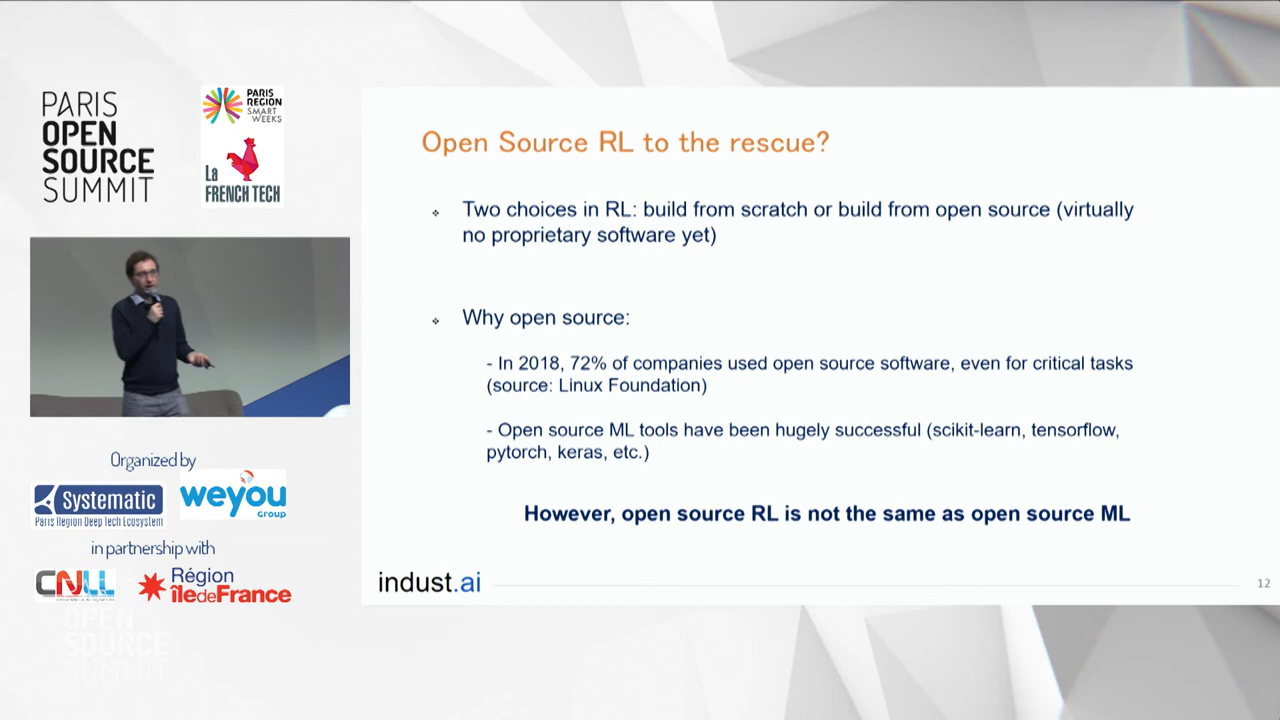 PARIS
OPEN
SOURCE
SUMMIT
PARIS
REGION
SMART
WEEKS
La
FRENCH TECH
Organized by
Systematic
Paris Region Deep Tech Ecosystem
weyou
GROUP
in partnership with
CNLL
Région
îledeFrance
OPEN
SOURCE
SUMMIT
Open Source RL to the rescue?
❖ Two choices in RL: build from scratch or build from open source (virtually
no proprietary software yet)
❖ Why open source:
- In 2018, 72% of companies used open source software, even for critical tasks
(source: Linux Foundation)
- Open source ML tools have been hugely successful (scikit-learn, tensorflow,
pytorch, keras, etc.)
However, open source RL is not the same as open source ML
indust.ai
12